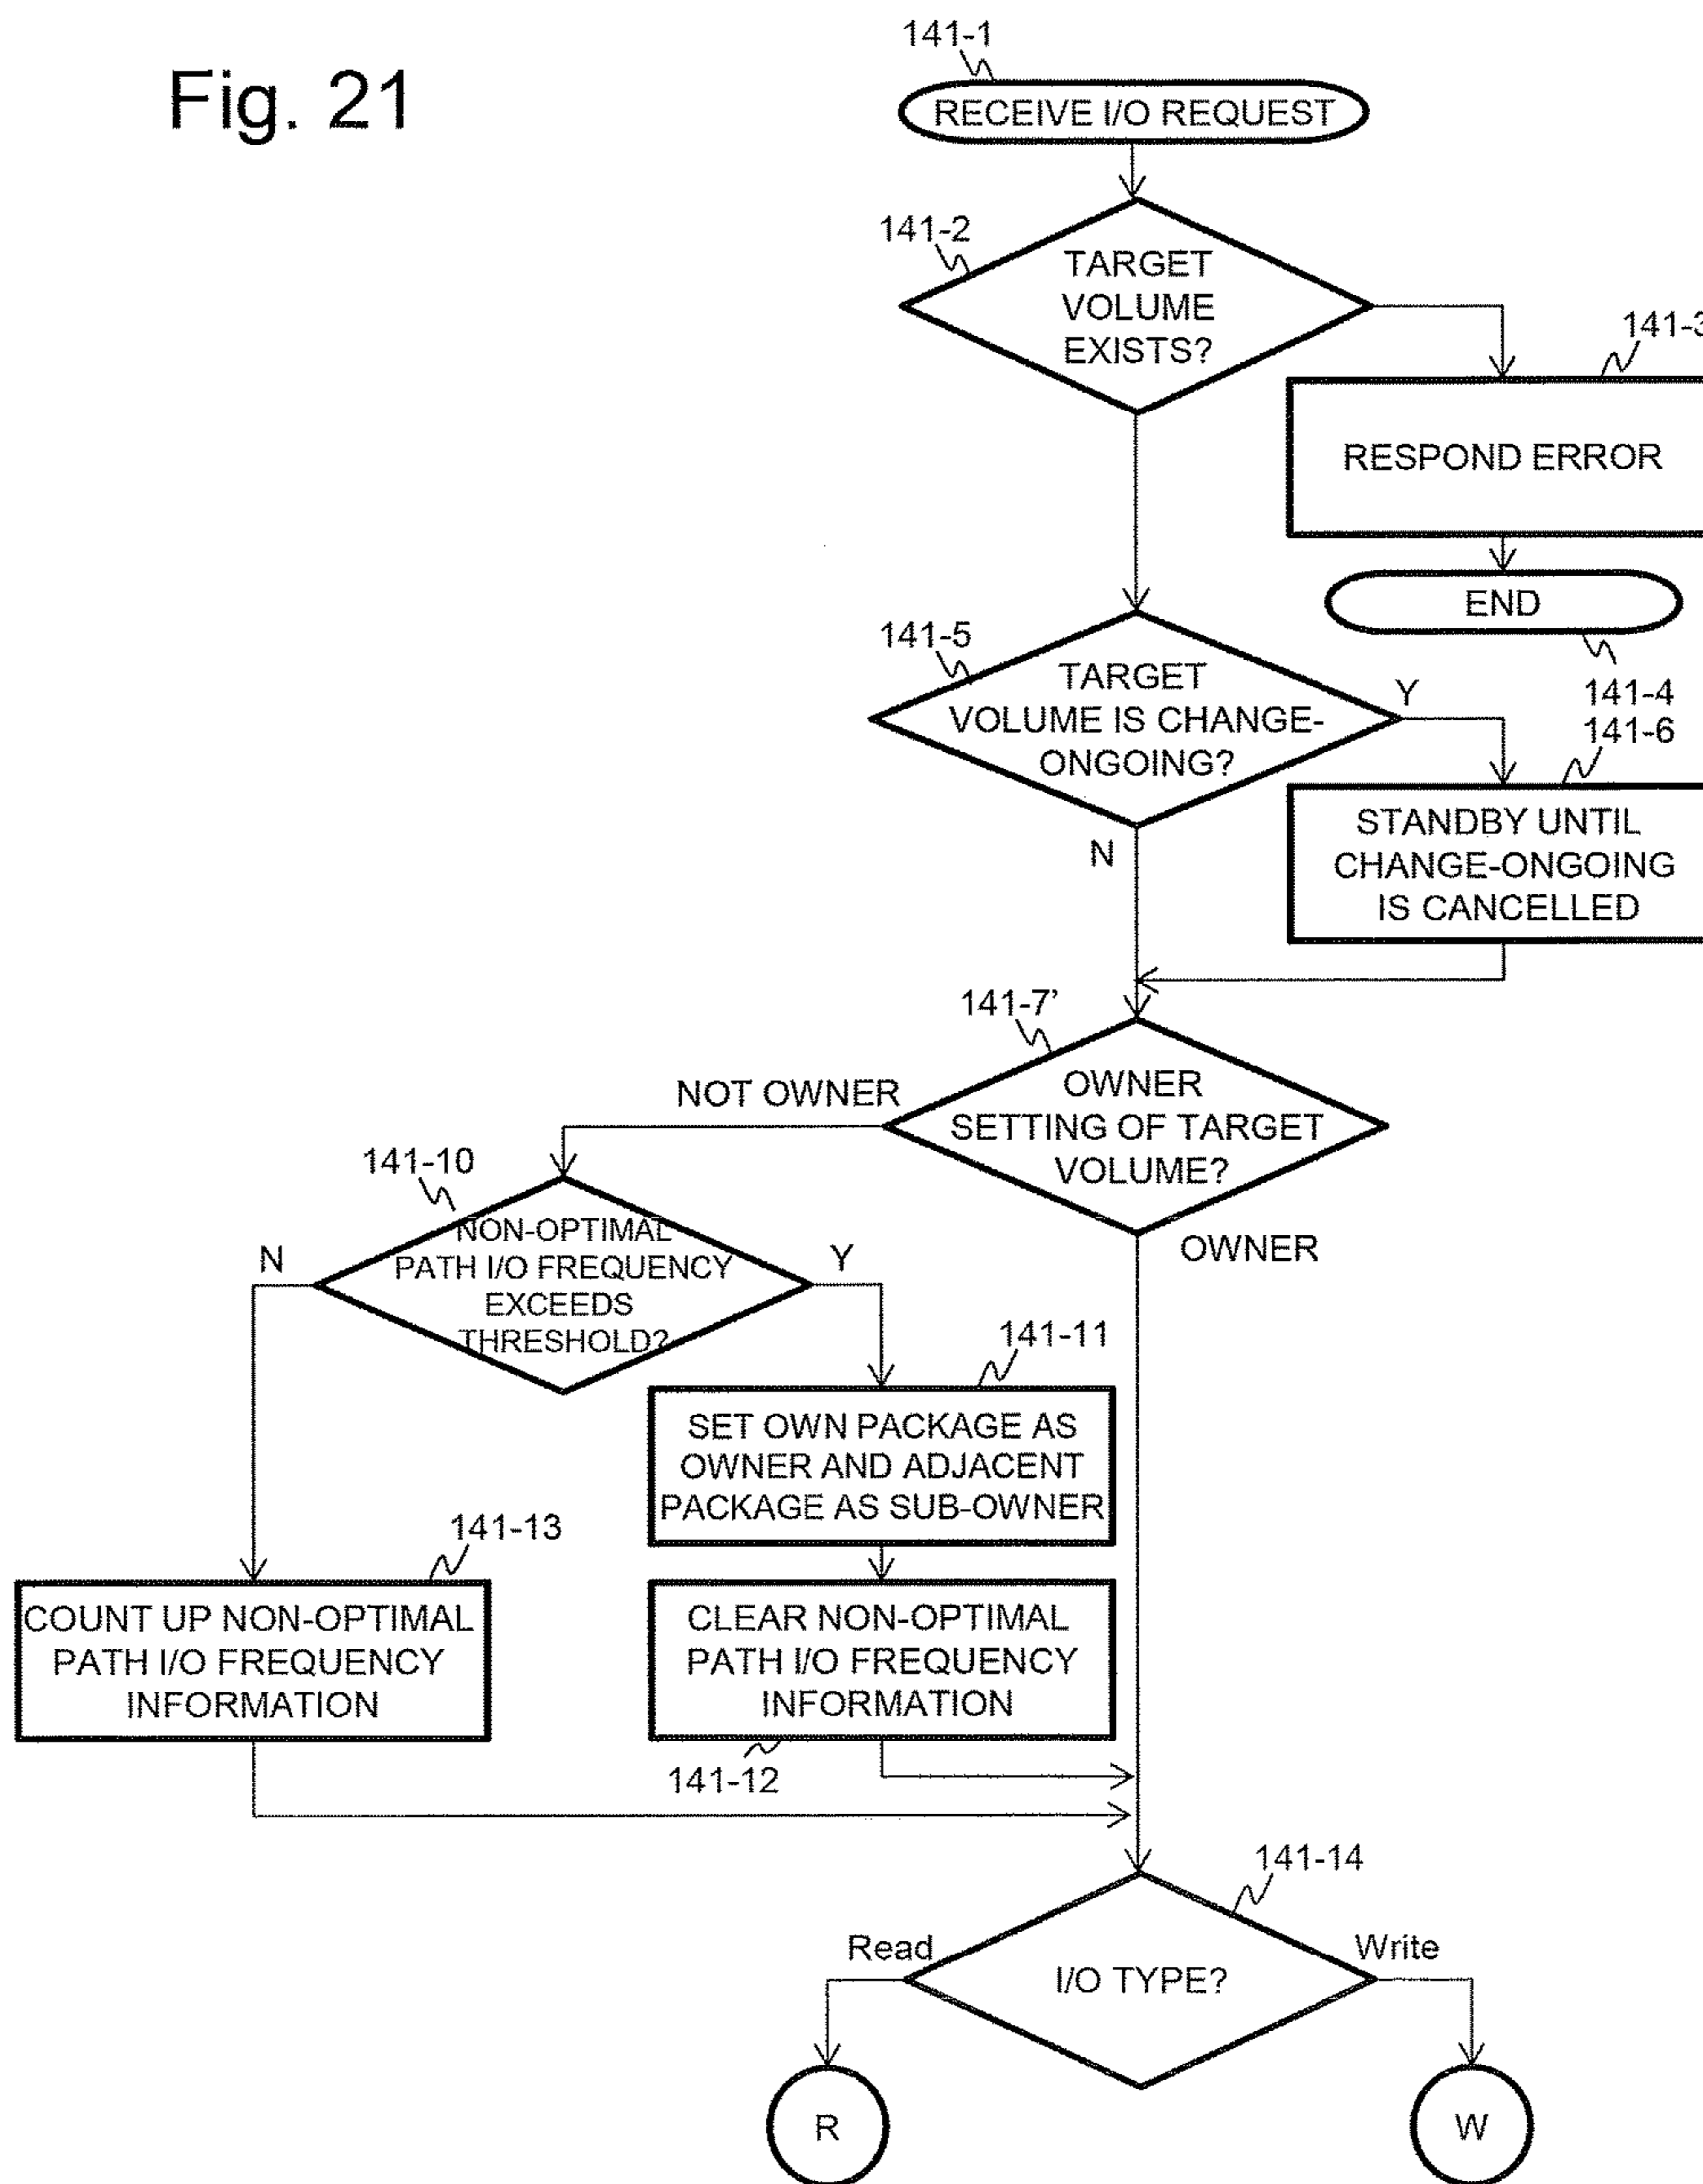 Fig. 21
141-1
RECEIVE I/O REQUEST
141-2
TARGET
VOLUME
EXISTS?
141-3
RESPOND ERROR
END
141-4
141-5
TARGET
VOLUME IS CHANGE-
ONGOING?
Y
N
141-6
STANDBY UNTIL
CHANGE-ONGOING
IS CANCELLED
141-7’
OWNER
SETTING OF TARGET
VOLUME?
NOT OWNER
OWNER
141-10
NON-OPTIMAL
PATH I/O FREQUENCY
EXCEEDS
THRESHOLD?
N
Y
141-11
SET OWN PACKAGE AS
OWNER AND ADJACENT
PACKAGE AS SUB-OWNER
141-13
COUNT UP NON-OPTIMAL
PATH I/O FREQUENCY
INFORMATION
CLEAR NON-OPTIMAL
PATH I/O FREQUENCY
INFORMATION
141-12
141-14
I/O TYPE?
Read
Write
R
W